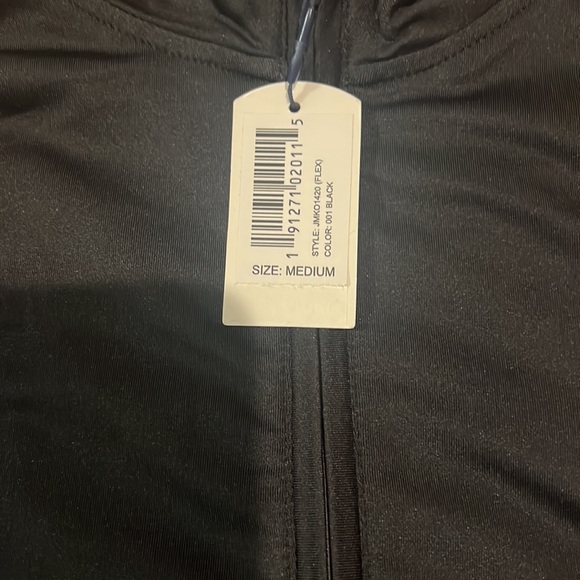 1 91271 02011 5
STYLE: JMKO1420 (FLEX)
COLOR: 001 BLACK
SIZE: MEDIUM